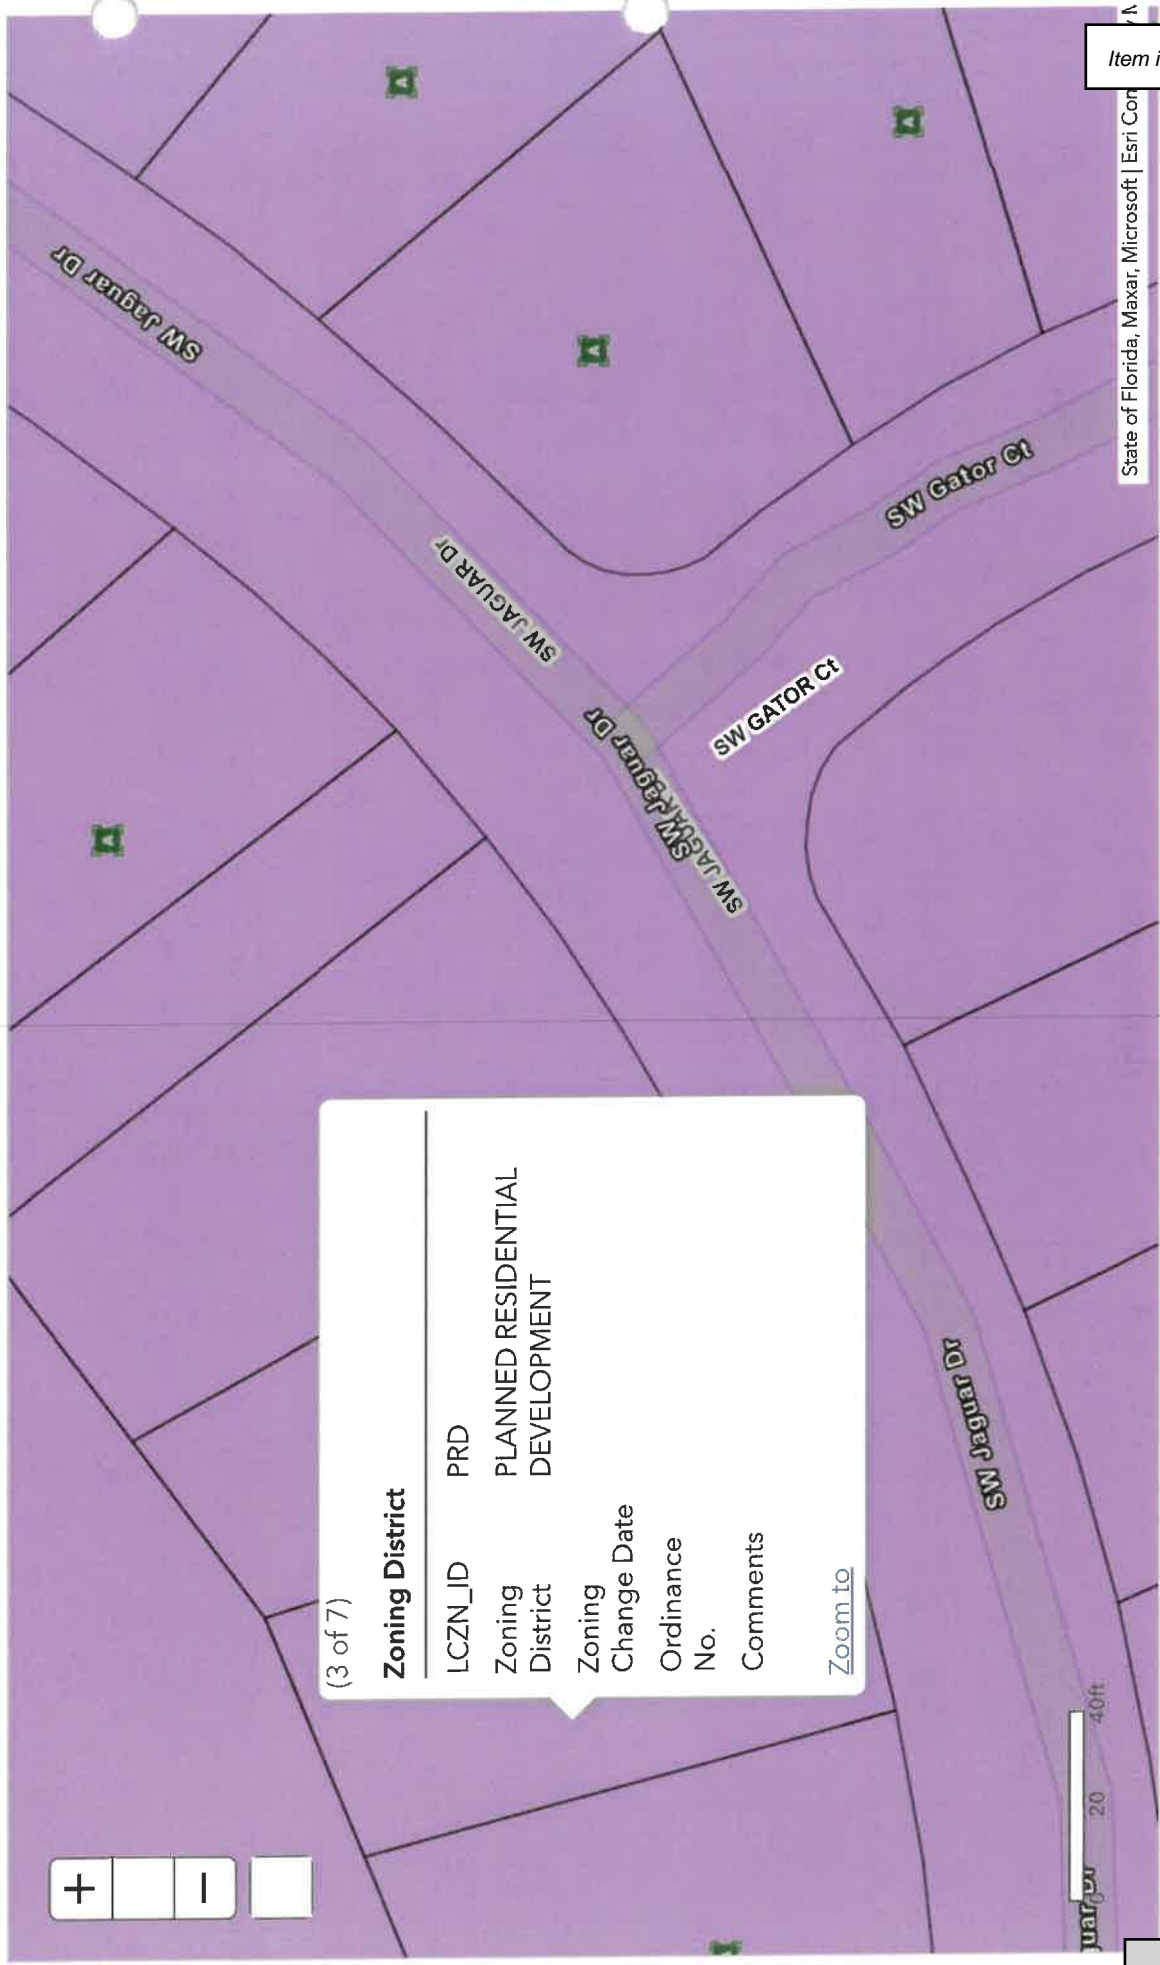 Item i
(3 of 7)
Zoning District
LCZN_ID PRD
Zoning District PLANNED RESIDENTIAL DEVELOPMENT
Zoning Change Date
Ordinance No.
Comments
Zoom to
SW Jaguar Dr
SW JAGUAR Dr
SW Jaguar Dr
SW JAGUAR
SW GATOR Ct
SW Gator Ct
SW Jaguar Dr
guar Dr
20 40ft
+
−
State of Florida, Maxar, Microsoft | Esri Con